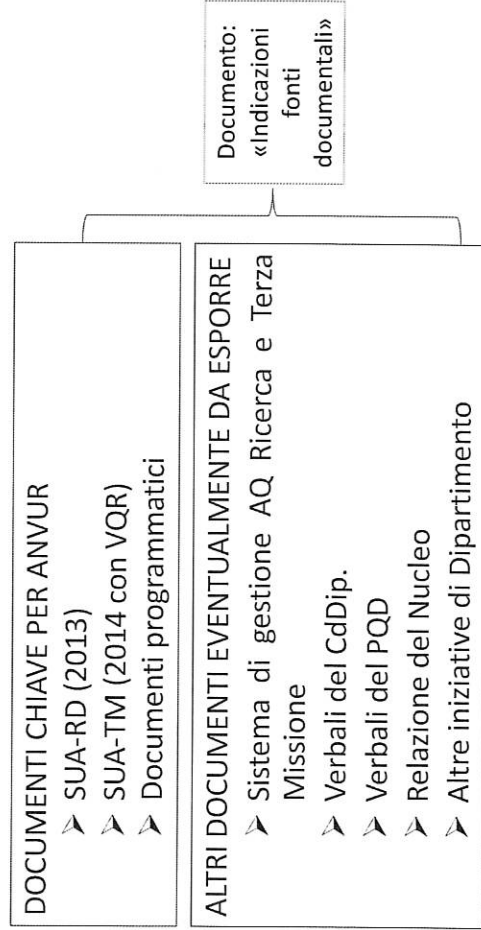 DOCUMENTI CHIAVE PER ANVUR
➢ SUA-RD (2013)
➢ SUA-TM (2014 con VQR)
➢ Documenti programmatici
ALTRI DOCUMENTI EVENTUALMENTE DA ESPORRE
➢ Sistema di gestione AQ Ricerca e Terza
Missione
➢ Verbali del CdDip.
➢ Verbali del PQD
➢ Relazione del Nucleo
➢ Altre iniziative di Dipartimento
Documento:
«Indicazioni
fonti
documentali»